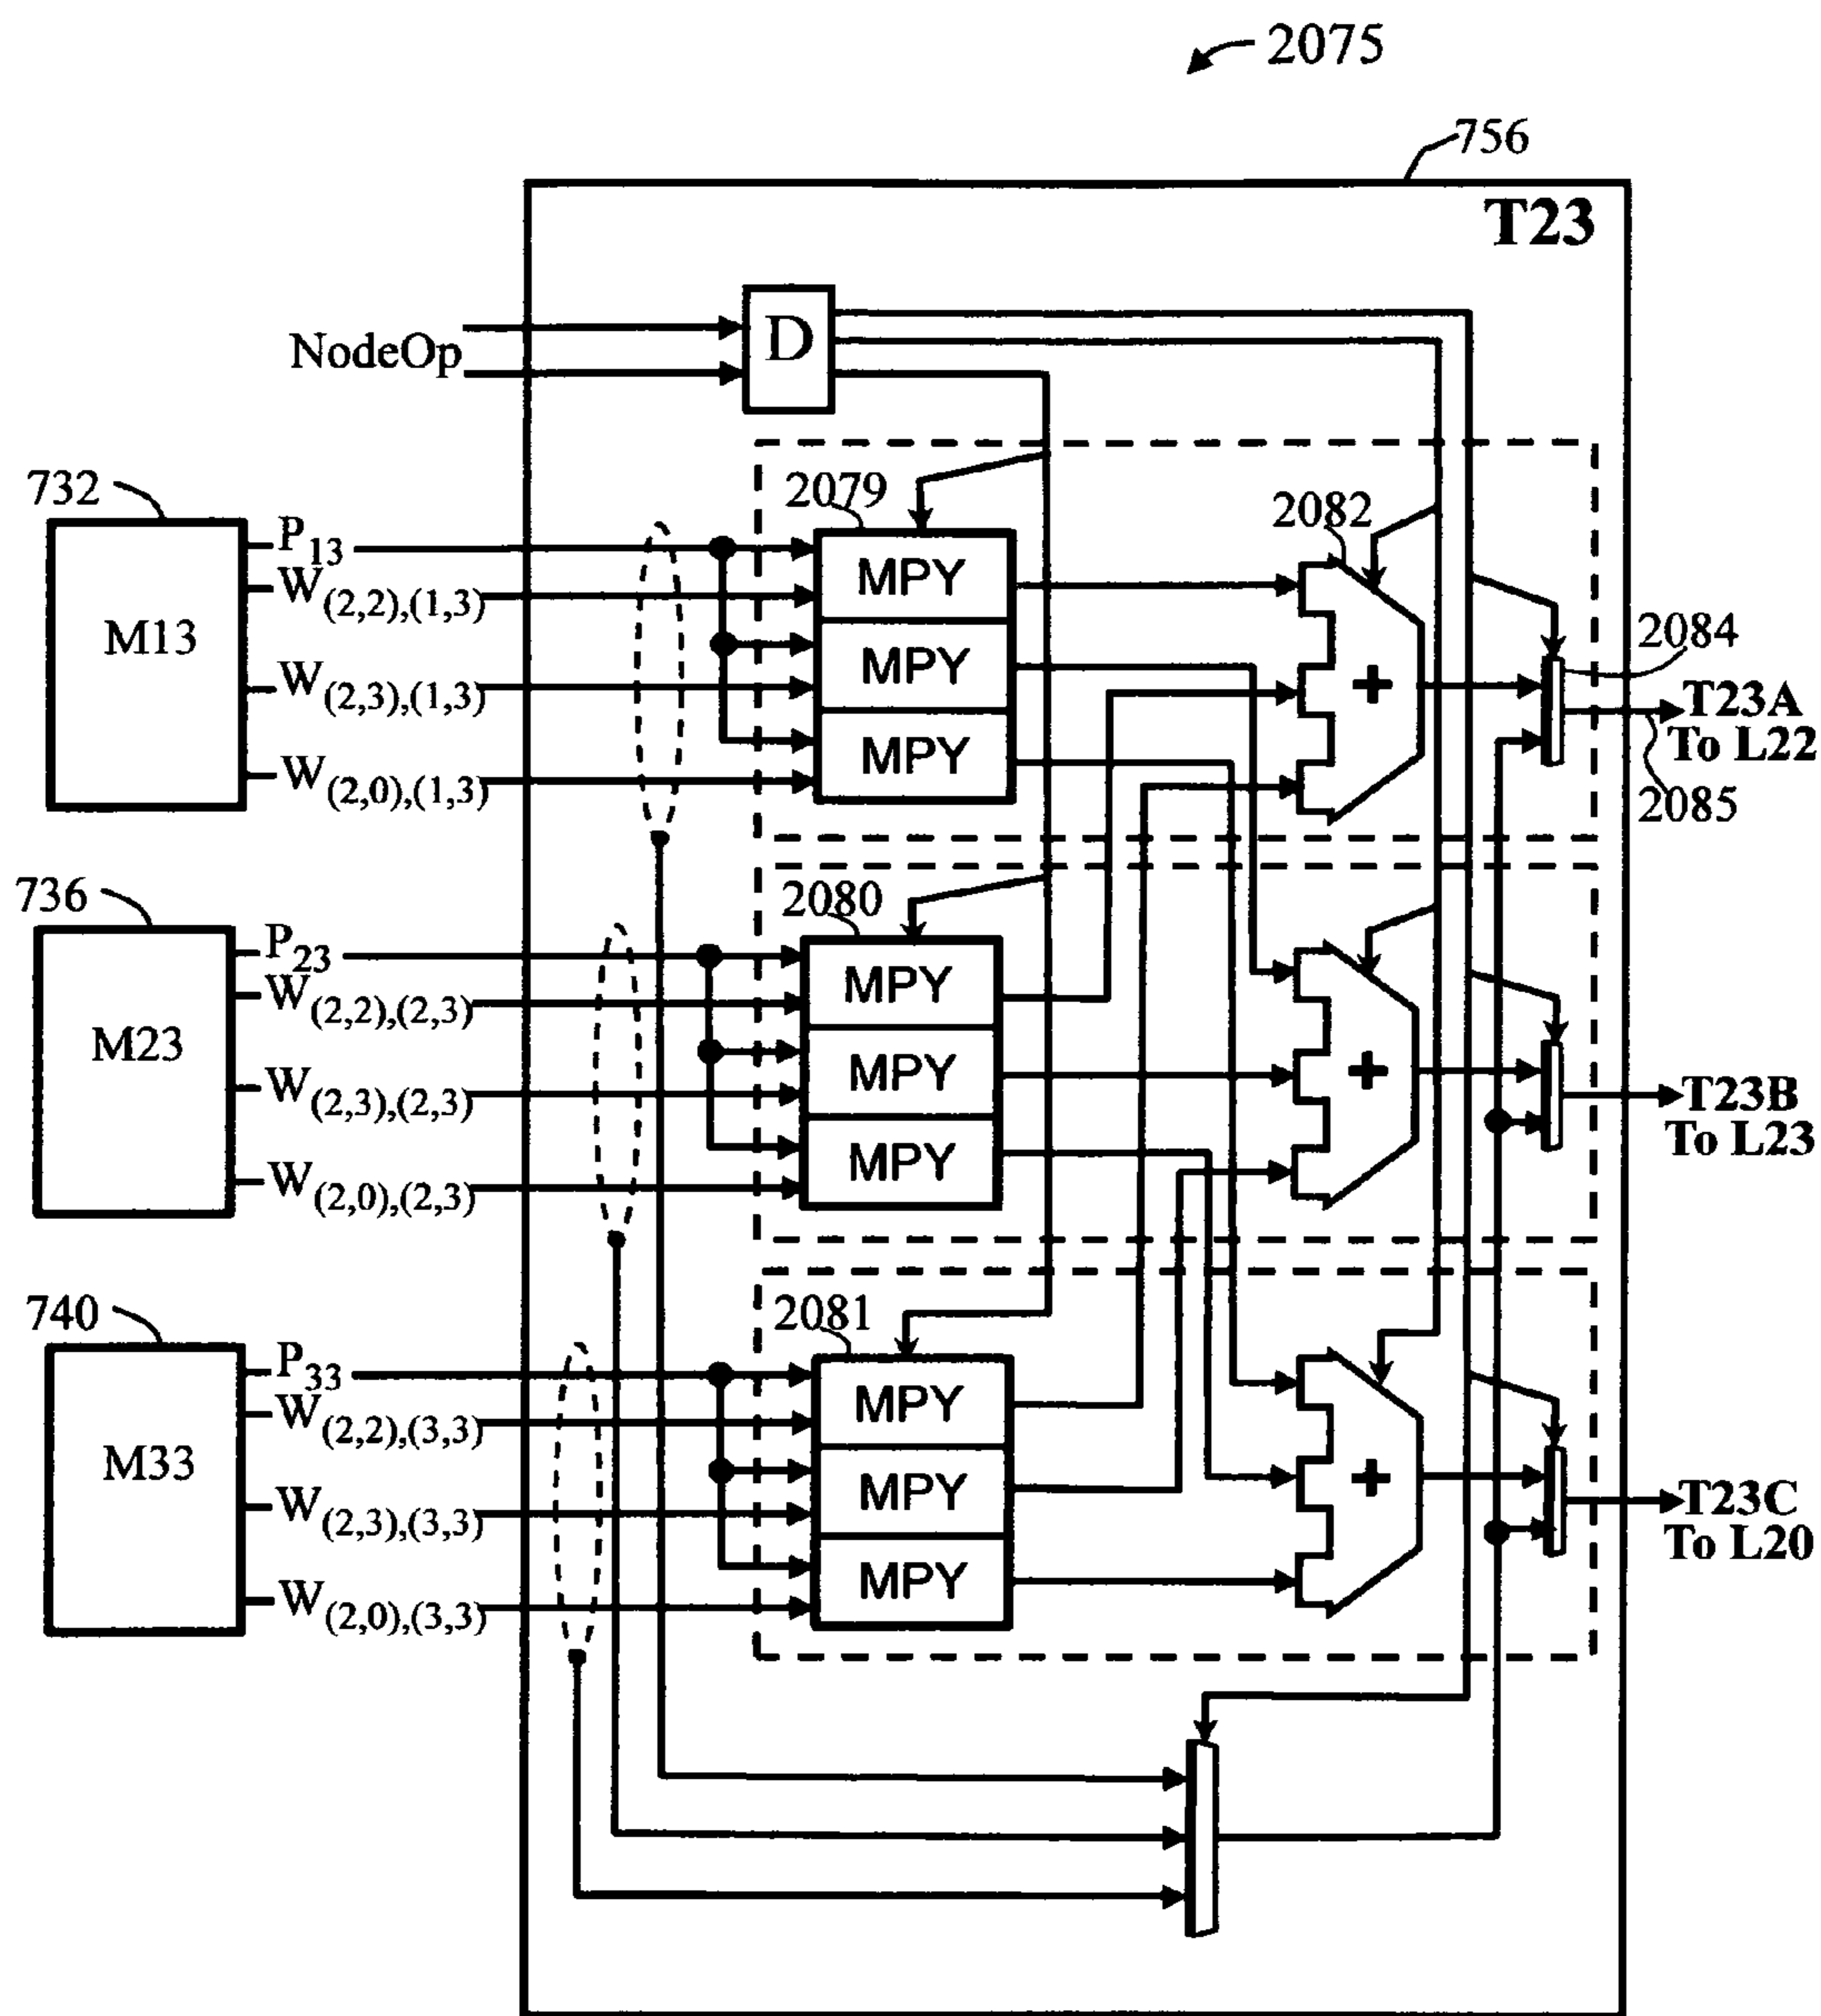 2075
756
T23
D
NodeOp
732
2079
2082
P13
W(2,2),(1,3)
M13
W(2,3),(1,3)
W(2,0),(1,3)
MPY
MPY
MPY
+
2084
T23A
To L22
2085
736
2080
P23
W(2,2),(2,3)
M23
W(2,3),(2,3)
W(2,0),(2,3)
MPY
MPY
MPY
+
T23B
To L23
740
2081
P33
W(2,2),(3,3)
M33
W(2,3),(3,3)
W(2,0),(3,3)
MPY
MPY
MPY
+
T23C
To L20